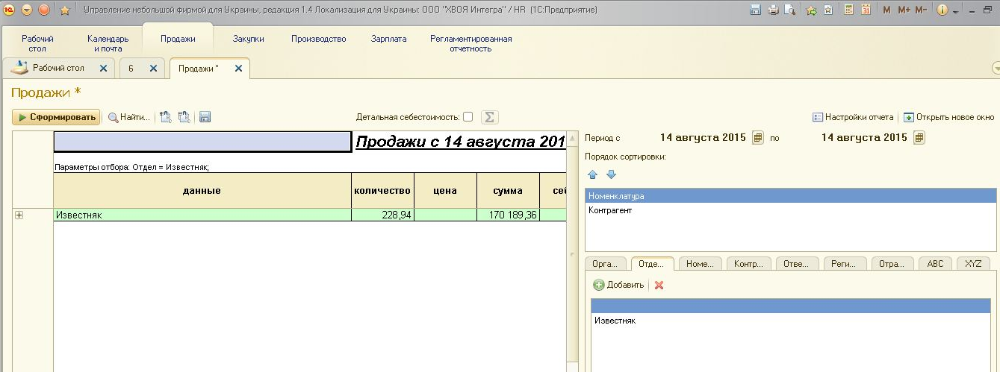 Управление небольшой фирмой для Украины, редакция 1.4 Локализация для Украины: ООО "ХВОЯ Интегра" / HR (1С:Предприятие)
M M+ M-
Рабочий стол
Календарь и почта
Продажи
Закупки
Производство
Зарплата
Регламентированная отчетность
Рабочий стол
6
Продажи *
Продажи *
Сформировать
Найти...
Детальная себестоимость:
Σ
Настройки отчета
Открыть новое окно
Продажи с 14 августа 201
Параметры отбора: Отдел = Известняк;
данные количество цена сумма себ
Известняк 228,94 170 189,36
Период с 14 августа 2015 по 14 августа 2015
Порядок сортировки:
Номенклатура
Контрагент
Орга... Отде... Номе... Контр... Отве... Реги... Отра... ABC XYZ
Добавить
Известняк